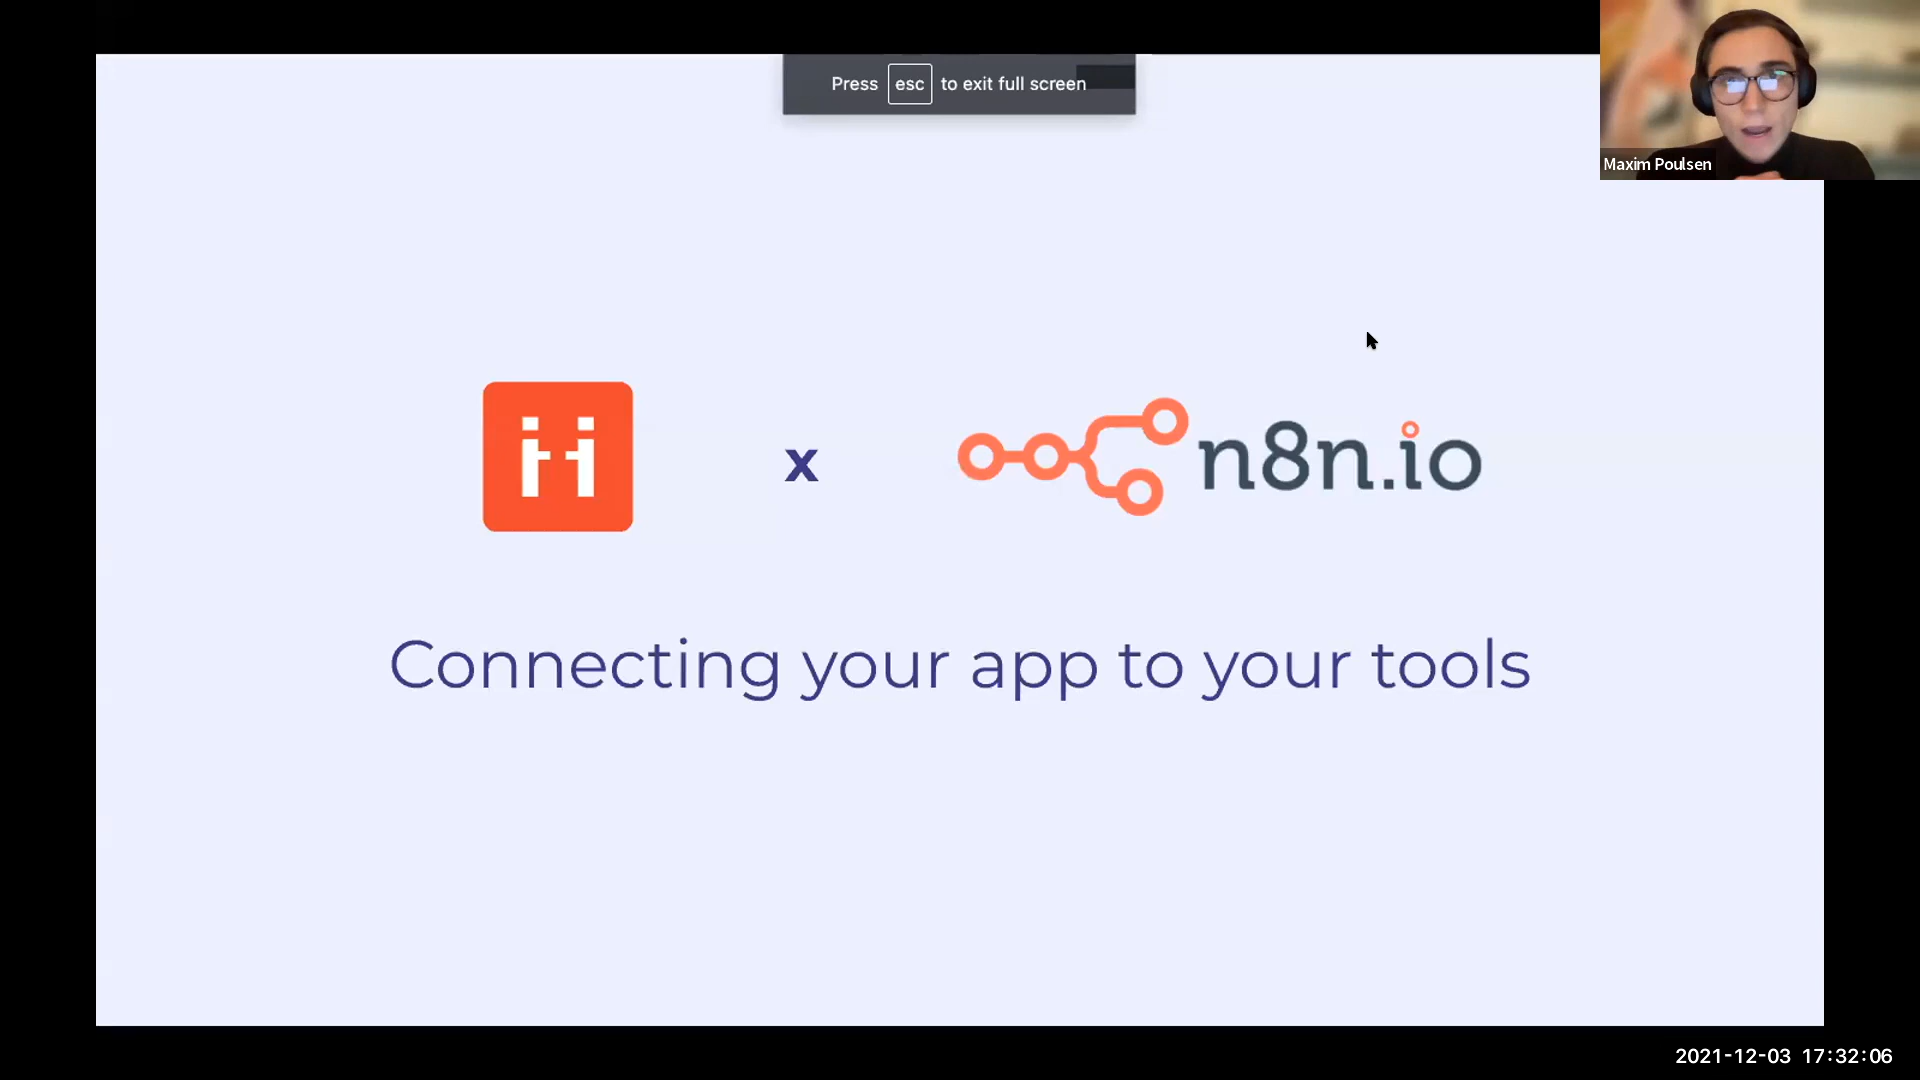 Press esc to exit full screen
Maxim Poulsen
x
n8n.io
Connecting your app to your tools
2021-12-03 17:32:06